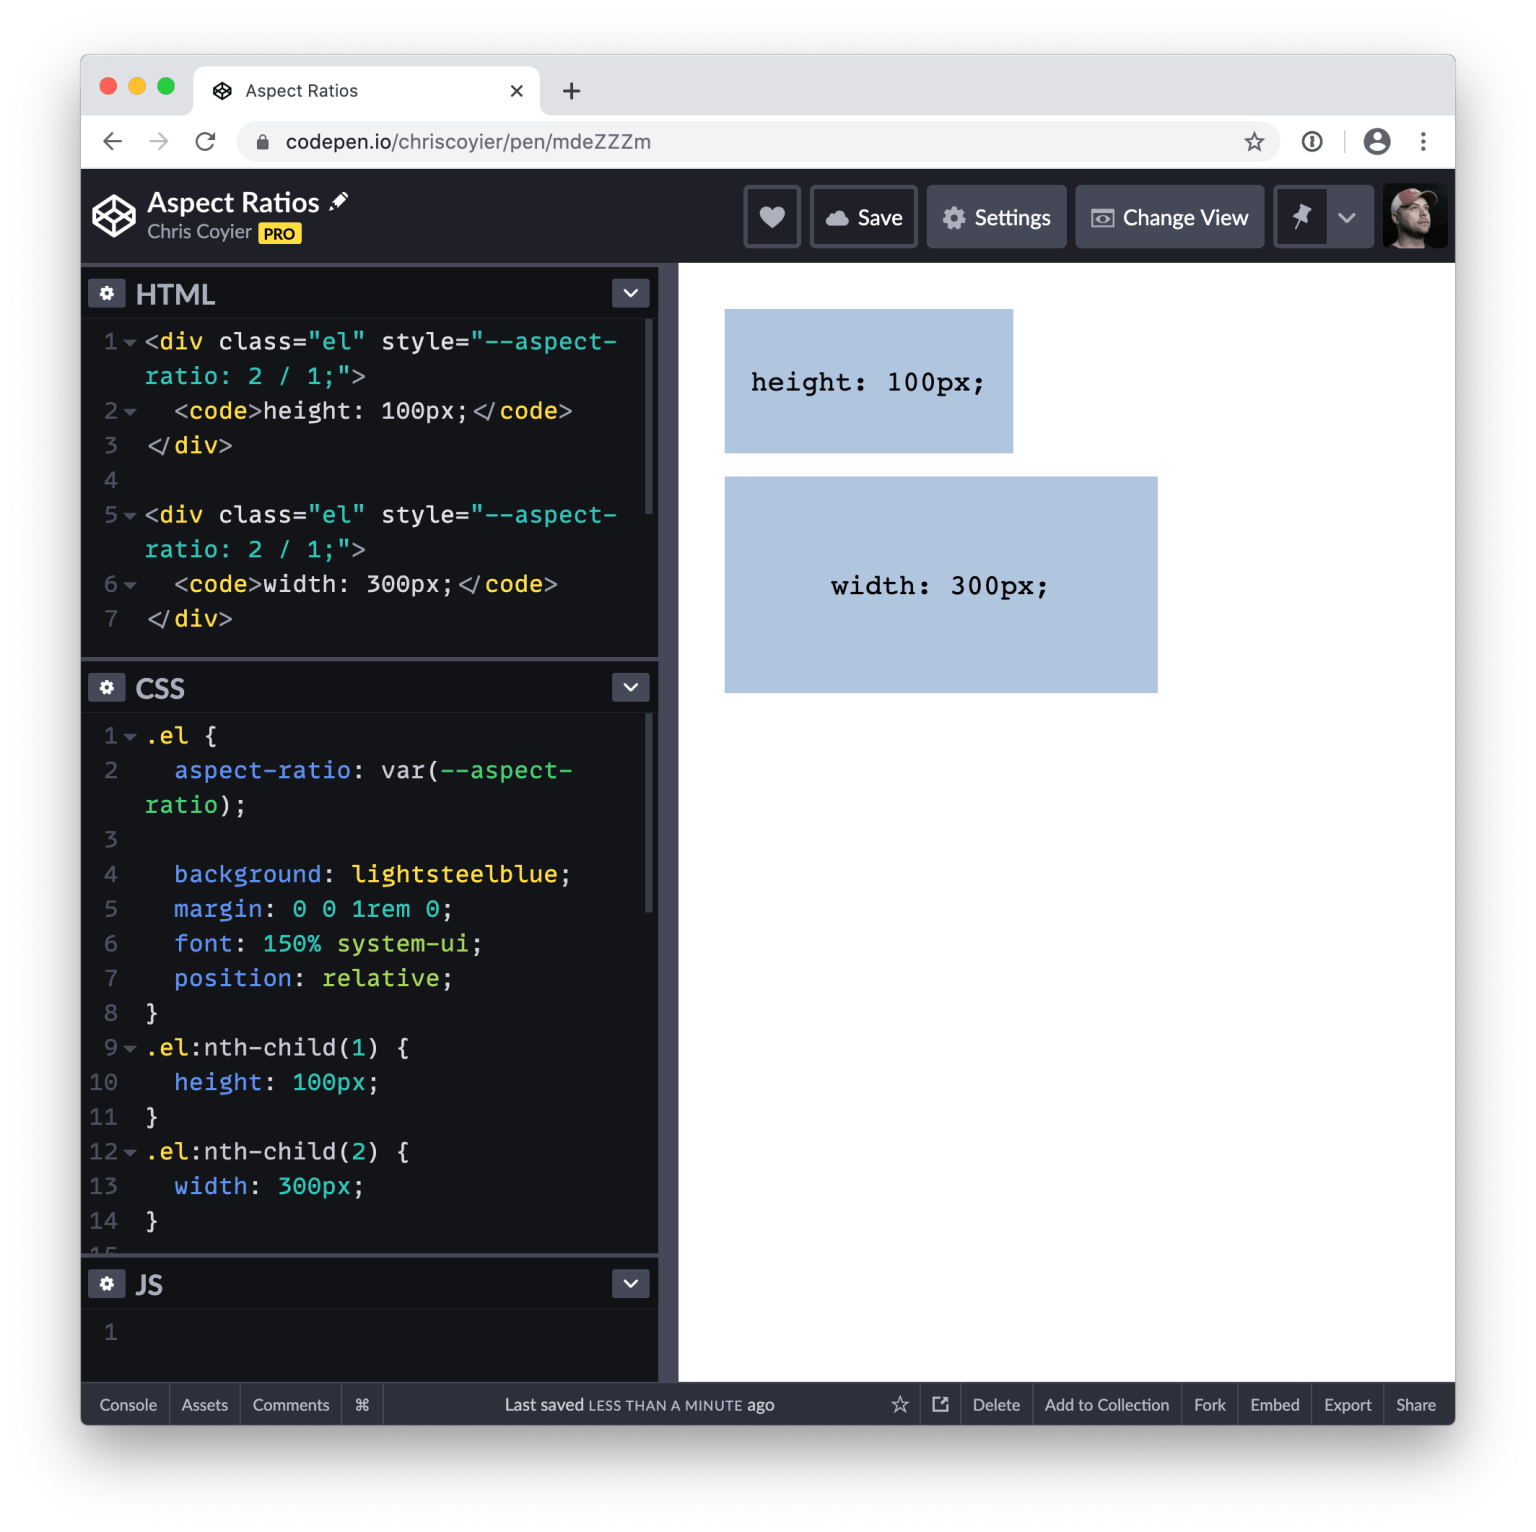 Aspect Ratios
codepen.io/chriscoyier/pen/mdeZZZm
Aspect Ratios
Chris Coyier PRO
Save
Settings
Change View
HTML
1 <div class="el" style="--aspect-
ratio: 2 / 1;">
2 <code>height: 100px;</code>
3 </div>
4
5 <div class="el" style="--aspect-
ratio: 2 / 1;">
6 <code>width: 300px;</code>
7 </div>
CSS
1 .el {
2 aspect-ratio: var(--aspect-
ratio);
3
4 background: lightsteelblue;
5 margin: 0 0 1rem 0;
6 font: 150% system-ui;
7 position: relative;
8 }
9 .el:nth-child(1) {
10 height: 100px;
11 }
12 .el:nth-child(2) {
13 width: 300px;
14 }
15
JS
1
height: 100px;
width: 300px;
Console Assets Comments ⌘ Last saved LESS THAN A MINUTE ago Delete Add to Collection Fork Embed Export Share